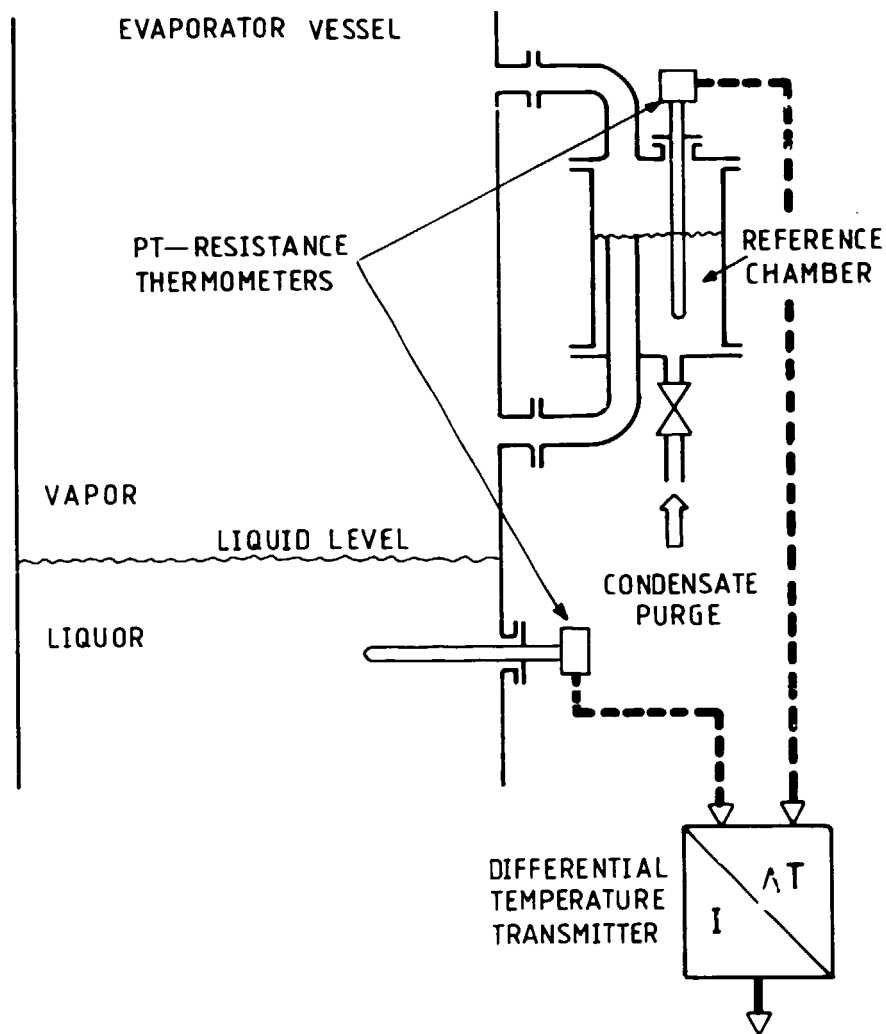 EVAPORATOR VESSEL
PT—RESISTANCE
THERMOMETERS
REFERENCE
CHAMBER
VAPOR
LIQUID LEVEL
LIQUOR
CONDENSATE
PURGE
DIFFERENTIAL
TEMPERATURE
TRANSMITTER
ΔT
I